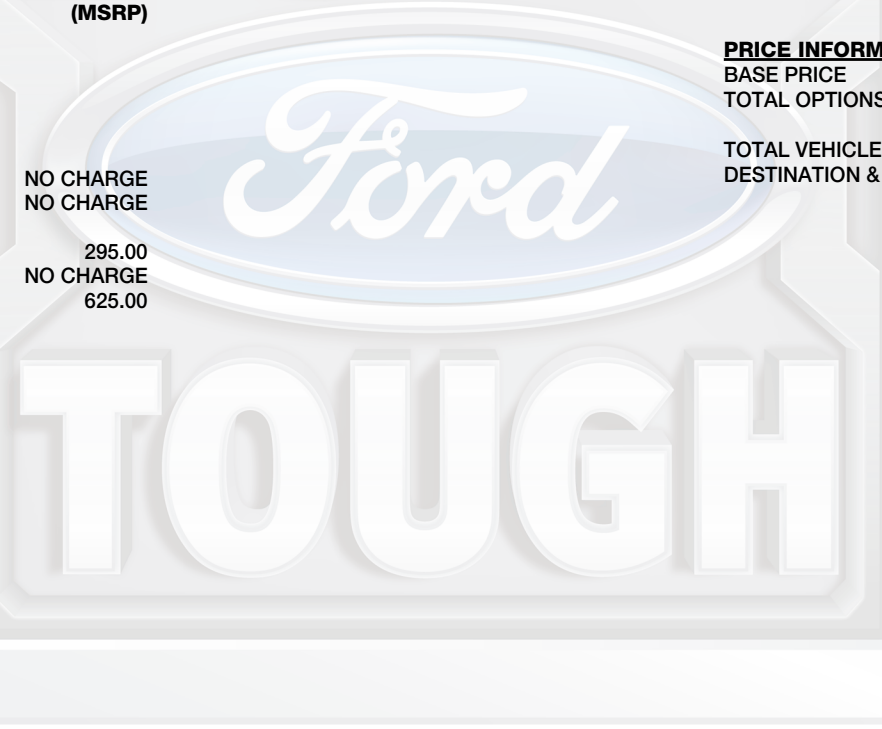 (MSRP)
NO CHARGE
NO CHARGE
295.00
NO CHARGE
625.00
PRICE INFORM
BASE PRICE
TOTAL OPTIONS
TOTAL VEHICLE
DESTINATION &
Ford
TOUGH